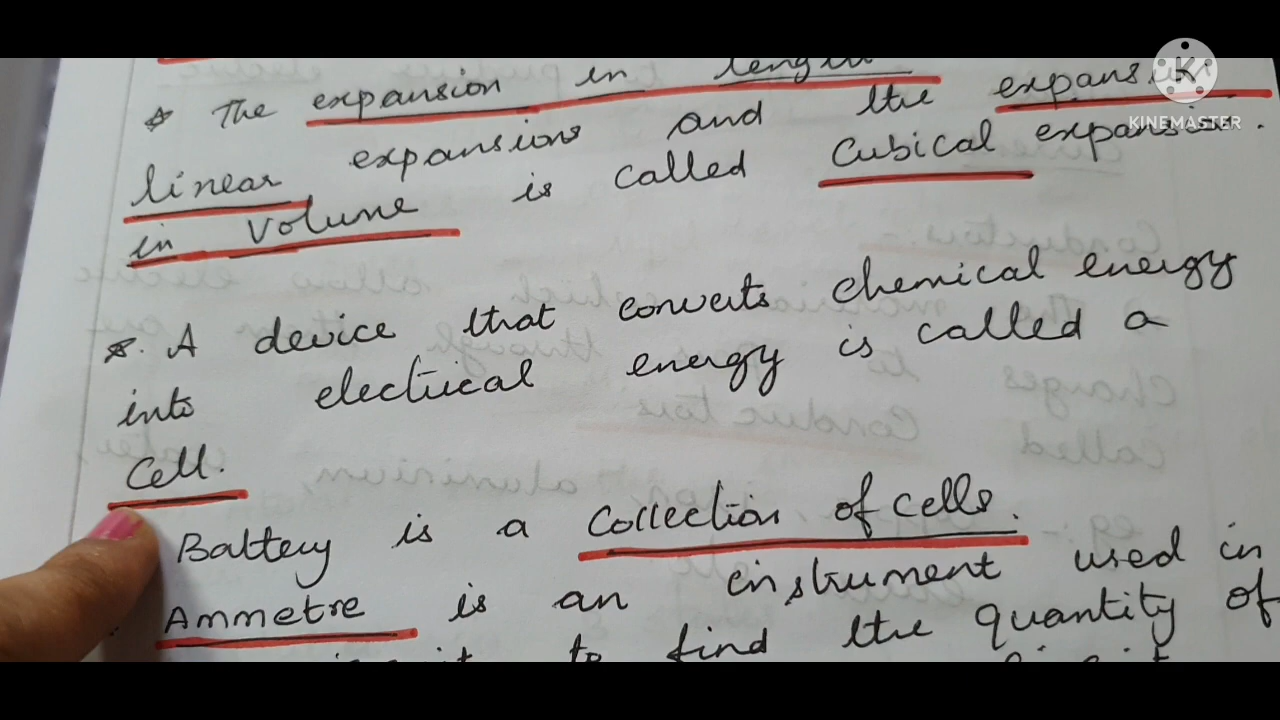 The expansion in length
linear expansions and the expansion
in volume is called Cubical expansion.
A device that converts chemical energy
into electrical energy is called a
Cell.
Battery is a Collection of cells.
Ammetre is an instrument used in
to find the quantity of
KINEMASTER